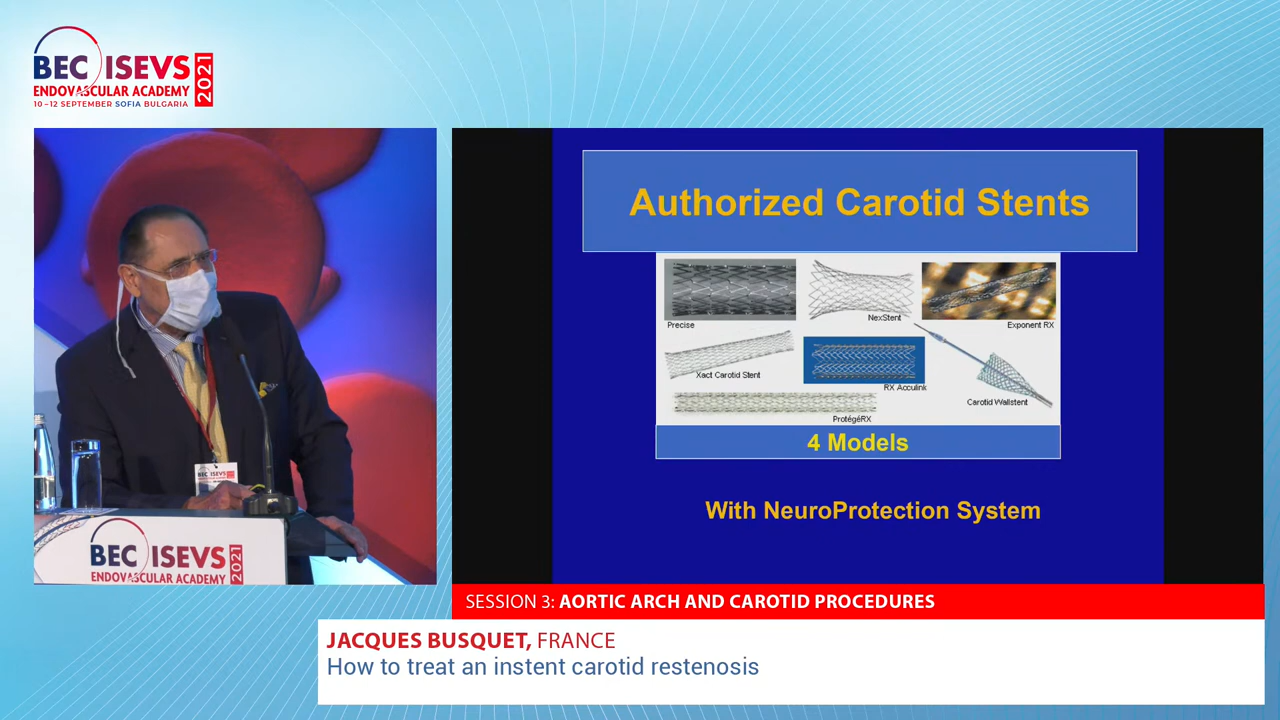 BEC ISEVS
2021
ENDOVASCULAR ACADEMY
10–12 SEPTEMBER SOFIA BULGARIA
Authorized Carotid Stents
Precise
NexStent
Exponent RX
Xact Carotid Stent
RX Acculink
Carotid Wallstent
ProtégéRX
4 Models
With NeuroProtection System
BEC ISEVS
BEC ISEVS
2021
ENDOVASCULAR ACADEMY
SESSION 3: AORTIC ARCH AND CAROTID PROCEDURES
JACQUES BUSQUET, FRANCE
How to treat an instent carotid restenosis